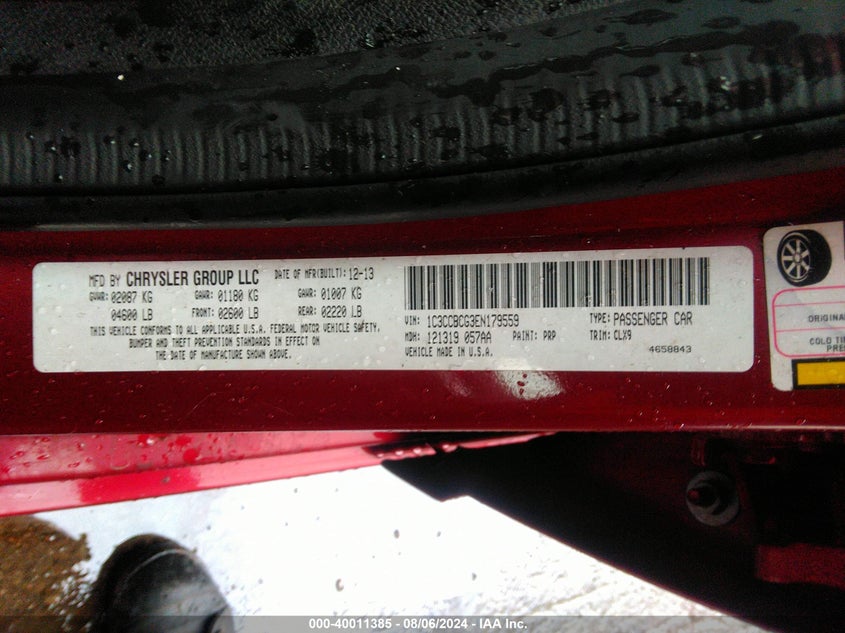 MFD BY CHRYSLER GROUP LLC DATE OF MFR(BUILT): 12-13
GVWR: 02087 KG GAWR: 01180 KG GAWR: 01007 KG
04600 LB FRONT: 02600 LB REAR: 02220 LB
THIS VEHICLE CONFORMS TO ALL APPLICABLE U.S.A. FEDERAL MOTOR VEHICLE SAFETY,
BUMPER AND THEFT PREVENTION STANDARDS IN EFFECT ON
THE DATE OF MANUFACTURE SHOWN ABOVE.
VIN: 1C3CCBCG3EN179559 TYPE: PASSENGER CAR
MDH: 121319 057AA PAINT: PRP TRIM: CLX9
VEHICLE MADE IN U.S.A. 4658843
ORIGINA
COLD TI
PRE
000-40011385 - 08/06/2024 - IAA Inc.